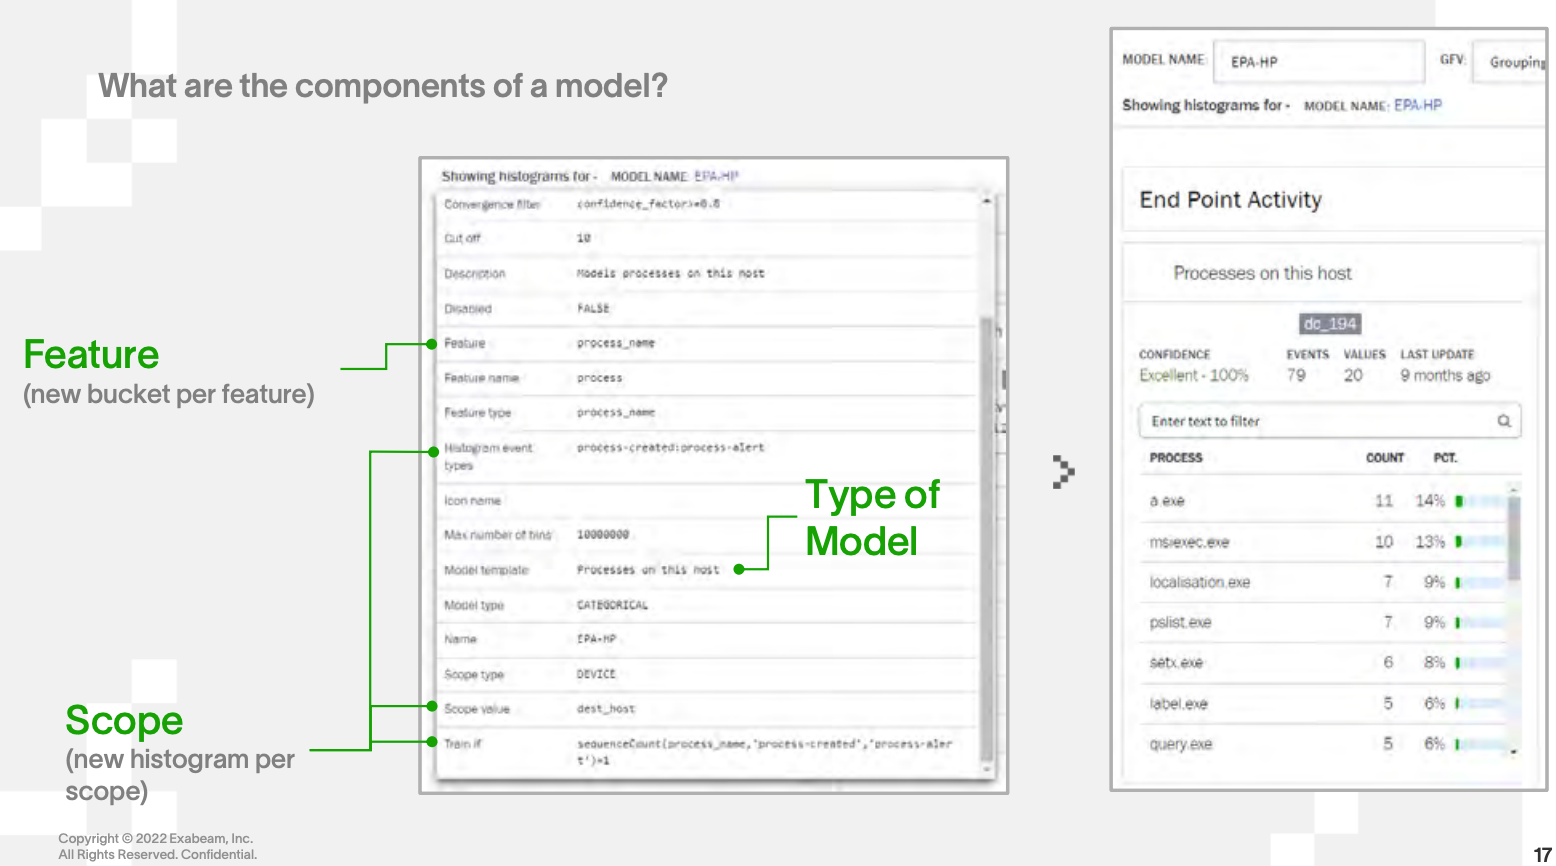 What are the components of a model?
Feature
(new bucket per feature)
Scope
(new histogram per
scope)
Showing histograms for - MODEL NAME: EPA-HP
Convergence filter confidence_factor>=0.8
Cut off 10
Description Models processes on this host
Disabled FALSE
Feature process_name
Feature name process
Feature type process_name
Histogram event process-created:process-alert
types
Icon name
Max number of bins 10000000
Model template Processes on this host
Model type CATEGORICAL
Name EPA-HP
Scope type DEVICE
Scope value dest_host
Train if sequenceCount(process_name,'process-created','process-aler
t')=1
Type of
Model
MODEL NAME: EPA-HP GFV: Grouping
Showing histograms for - MODEL NAME: EPA-HP
End Point Activity
Processes on this host
dc_194
CONFIDENCE EVENTS VALUES LAST UPDATE
Excellent - 100% 79 20 9 months ago
Enter text to filter
PROCESS COUNT PCT.
a.exe 11 14%
msiexec.exe 10 13%
localisation.exe 7 9%
pslist.exe 7 9%
setx.exe 6 8%
label.exe 5 6%
query.exe 5 6%
Copyright © 2022 Exabeam, Inc.
All Rights Reserved. Confidential.
17